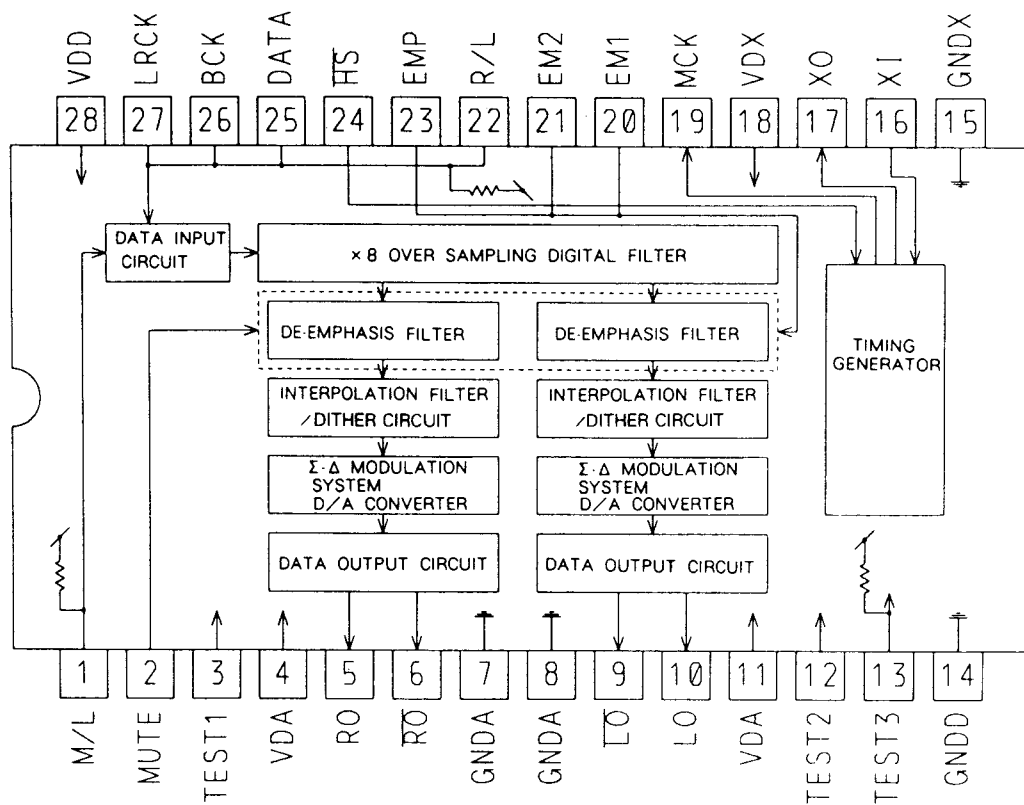 VDD LRCK BCK DATA H̅S̅ EMP R/L EM2 EM1 MCK VDX XO XI GNDX
28 27 26 25 24 23 22 21 20 19 18 17 16 15
DATA INPUT
CIRCUIT
×8 OVER SAMPLING DIGITAL FILTER
DE-EMPHASIS FILTER
DE-EMPHASIS FILTER
TIMING
GENERATOR
INTERPOLATION FILTER
/DITHER CIRCUIT
INTERPOLATION FILTER
/DITHER CIRCUIT
Σ-Δ MODULATION
SYSTEM
D/A CONVERTER
Σ-Δ MODULATION
SYSTEM
D/A CONVERTER
DATA OUTPUT CIRCUIT
DATA OUTPUT CIRCUIT
1 2 3 4 5 6 7 8 9 10 11 12 13 14
M/L MUTE TEST1 VDA RO R̅O̅ GNDA GNDA L̅O̅ LO VDA TEST2 TEST3 GNDD